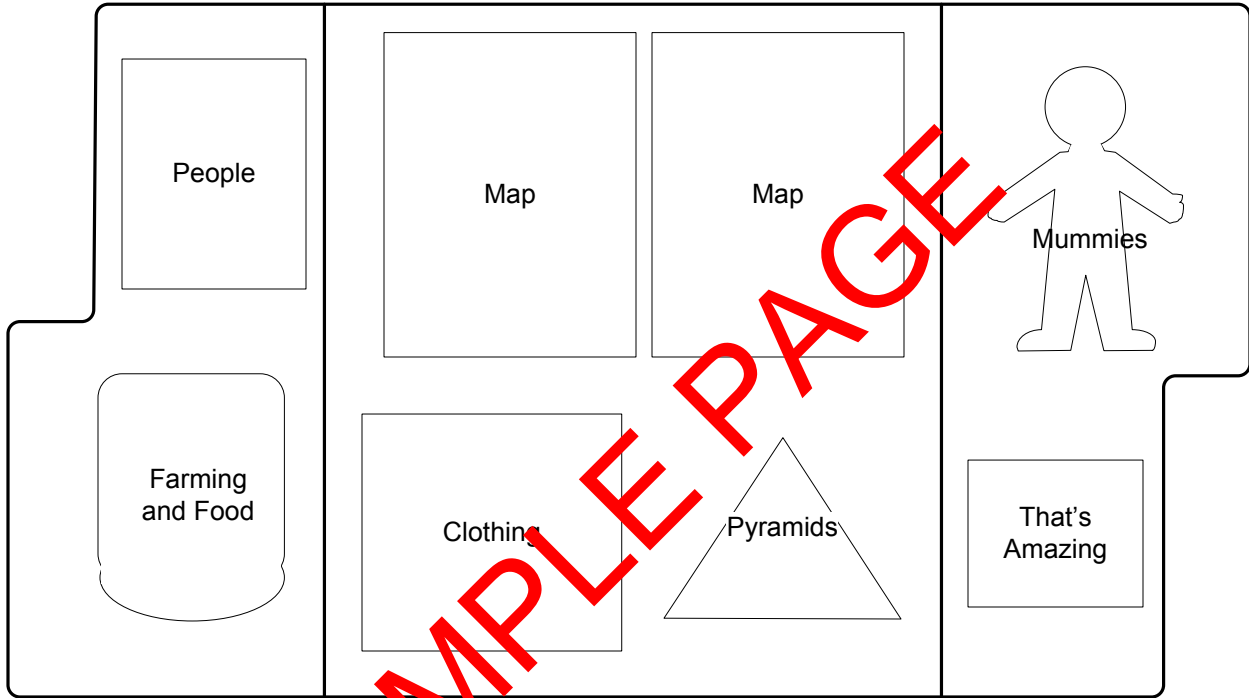 People
Map
Map
Mummies
Farming
and Food
Clothing
Pyramids
That's
Amazing
MPLE PAGE